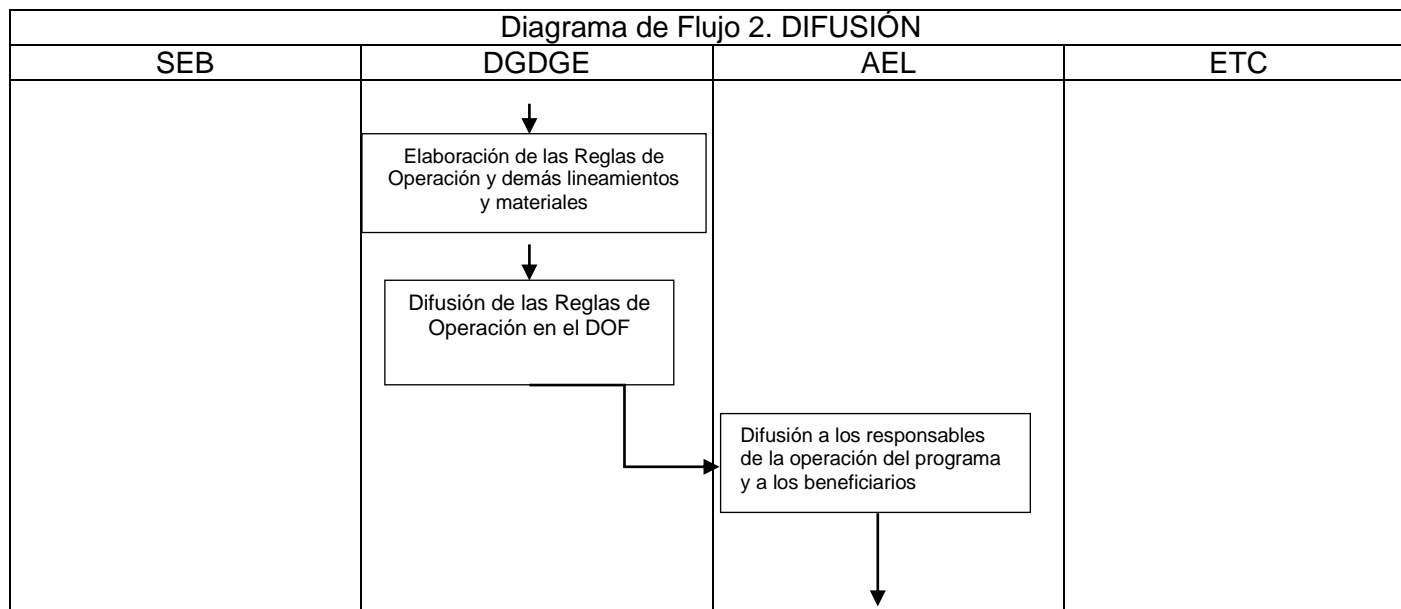 Diagrama de Flujo 2. DIFUSIÓN
SEB
DGDGE
AEL
ETC
Elaboración de las Reglas de
Operación y demás lineamientos
y materiales
Difusión de las Reglas de
Operación en el DOF
Difusión a los responsables
de la operación del programa
y a los beneficiarios